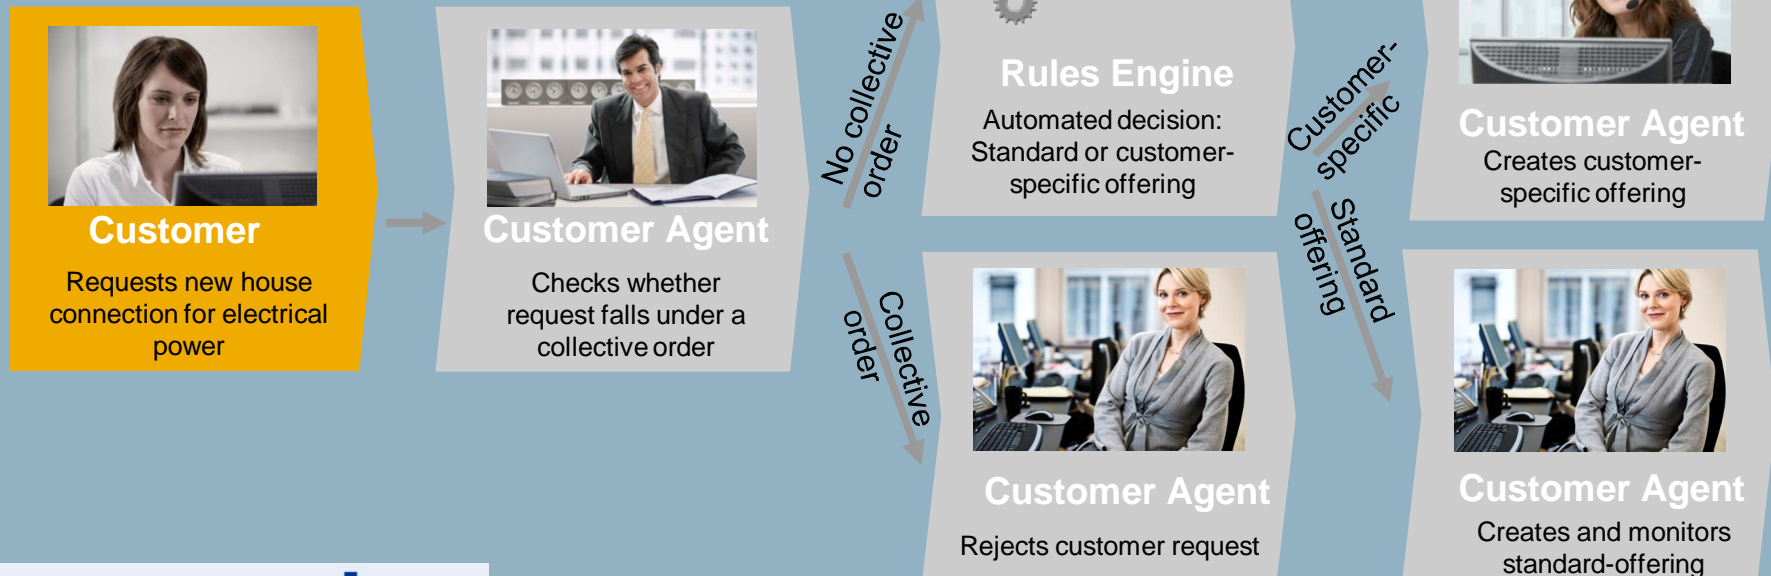 Customer
Requests new house
connection for electrical
power
Customer Agent
Checks whether
request falls under a
collective order
No collective
order
Collective
order
Rules Engine
Automated decision:
Standard or customer-
specific offering
Customer Agent
Rejects customer request
Customer-
specific
Standard
offering
Customer Agent
Creates customer-
specific offering
Customer Agent
Creates and monitors
standard-offering